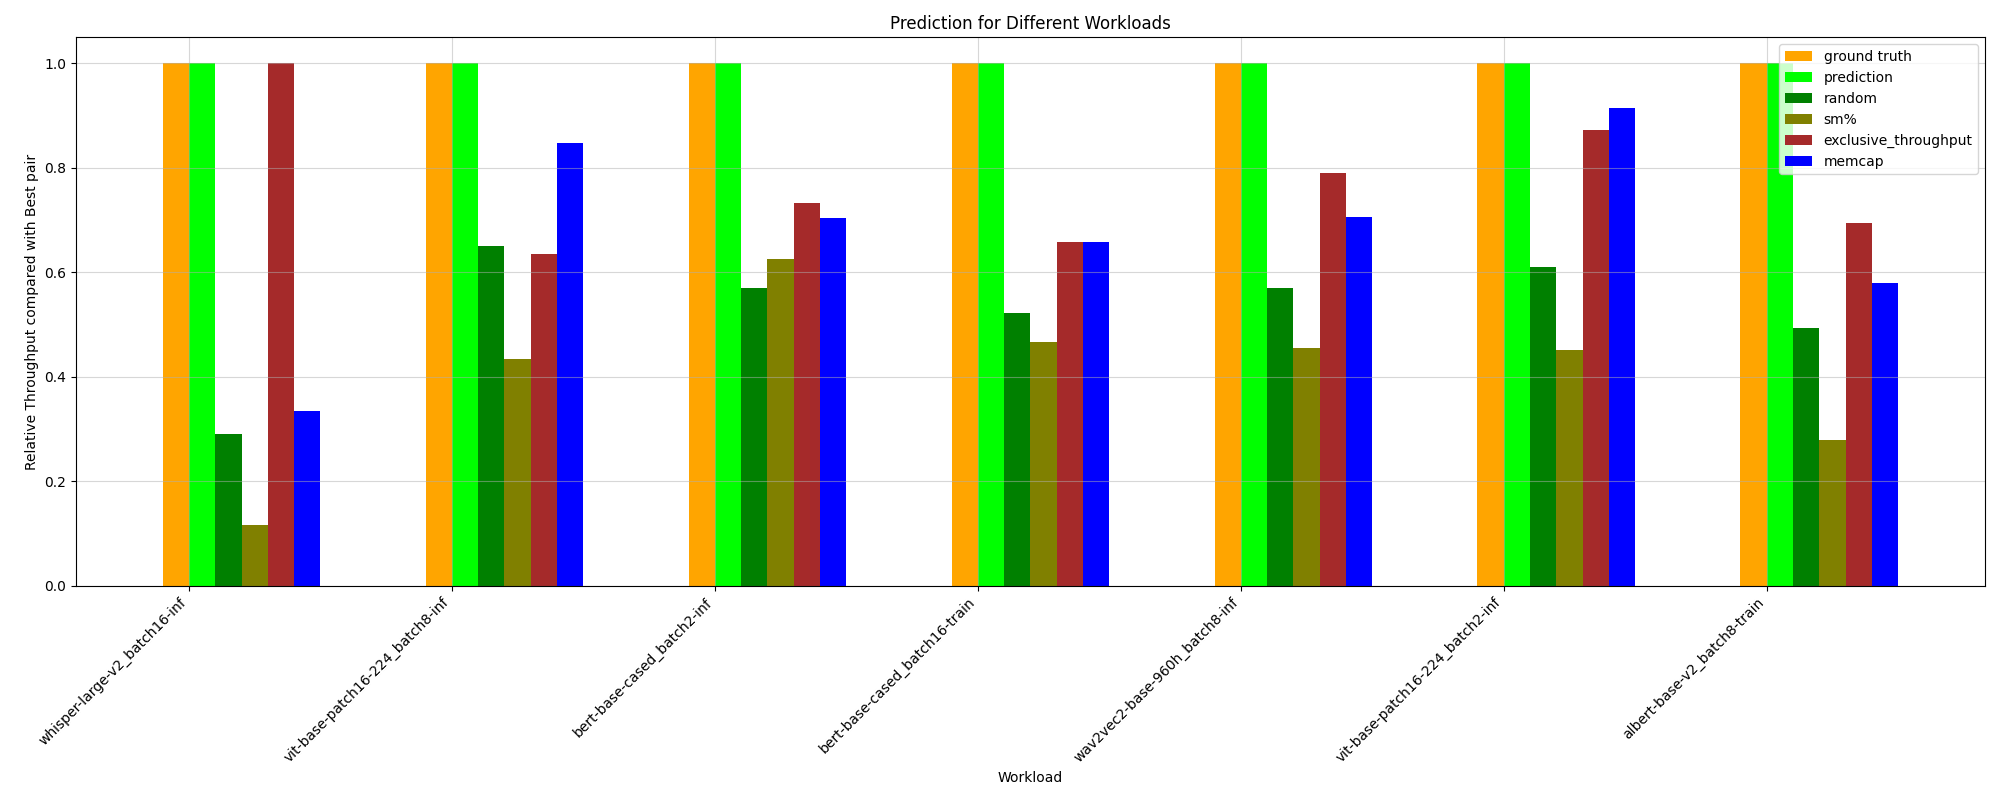 Prediction for Different Workloads
Relative Throughput compared with Best pair
1.0
0.8
0.6
0.4
0.2
0.0
ground truth
prediction
random
sm%
exclusive_throughput
memcap
whisper-large-v2_batch16-inf
vit-base-patch16-224_batch8-inf
bert-base-cased_batch2-inf
bert-base-cased_batch16-train
wav2vec2-base-960h_batch8-inf
vit-base-patch16-224_batch2-inf
albert-base-v2_batch8-train
Workload